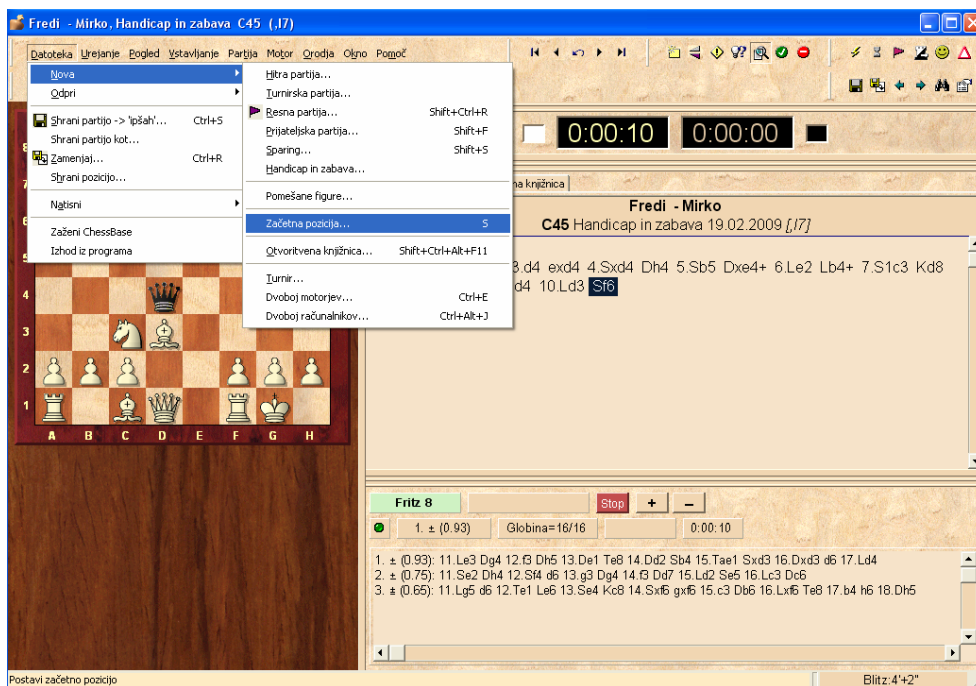 Fredi - Mirko, Handicap in zabava C45 (,I7)
Datoteka Urejanje Pogled Vstavljanje Partija Motor Orodja Okno Pomoč
Nova
Odpri
Shrani partijo -> 'ipšah'... Ctrl+S
Shrani partijo kot...
Zamenjaj... Ctrl+R
Shrani pozicijo...
Natisni
Zaženi ChessBase
Izhod iz programa
Hitra partija...
Turnirska partija...
Resna partija... Shift+Ctrl+R
Prijateljska partija... Shift+F
Sparing... Shift+S
Handicap in zabava...
Pomešane figure...
Začetna pozicija... S
Otvoritvena knjižnica... Shift+Ctrl+Alt+F11
Turnir...
Dvoboj motorjev... Ctrl+E
Dvoboj računalnikov... Ctrl+Alt+J
0:00:10 0:00:00
na knjižnica
Fredi - Mirko
C45 Handicap in zabava 19.02.2009 [,I7]
3.d4 exd4 4.Sxd4 Dh4 5.Sb5 Dxe4+ 6.Le2 Lb4+ 7.S1c3 Kd8
d4 10.Ld3 Sf6
4
3
2
1
A B C D E F G H
Fritz 8 Stop + –
1. ± (0.93) Globina=16/16 0:00:10
1. ± (0.93): 11.Le3 Dg4 12.f3 Dh5 13.De1 Te8 14.Dd2 Sb4 15.Tae1 Sxd3 16.Dxd3 d6 17.Ld4
2. ± (0.75): 11.Se2 Dh4 12.Sf4 d6 13.g3 Dg4 14.f3 Dd7 15.Ld2 Se5 16.Lc3 Dc6
3. ± (0.65): 11.Lg5 d6 12.Te1 Le6 13.Se4 Kc8 14.Sxf6 gxf6 15.c3 Db6 16.Lxf6 Te8 17.b4 h6 18.Dh5
Postavi začetno pozicijo Blitz:4'+2"